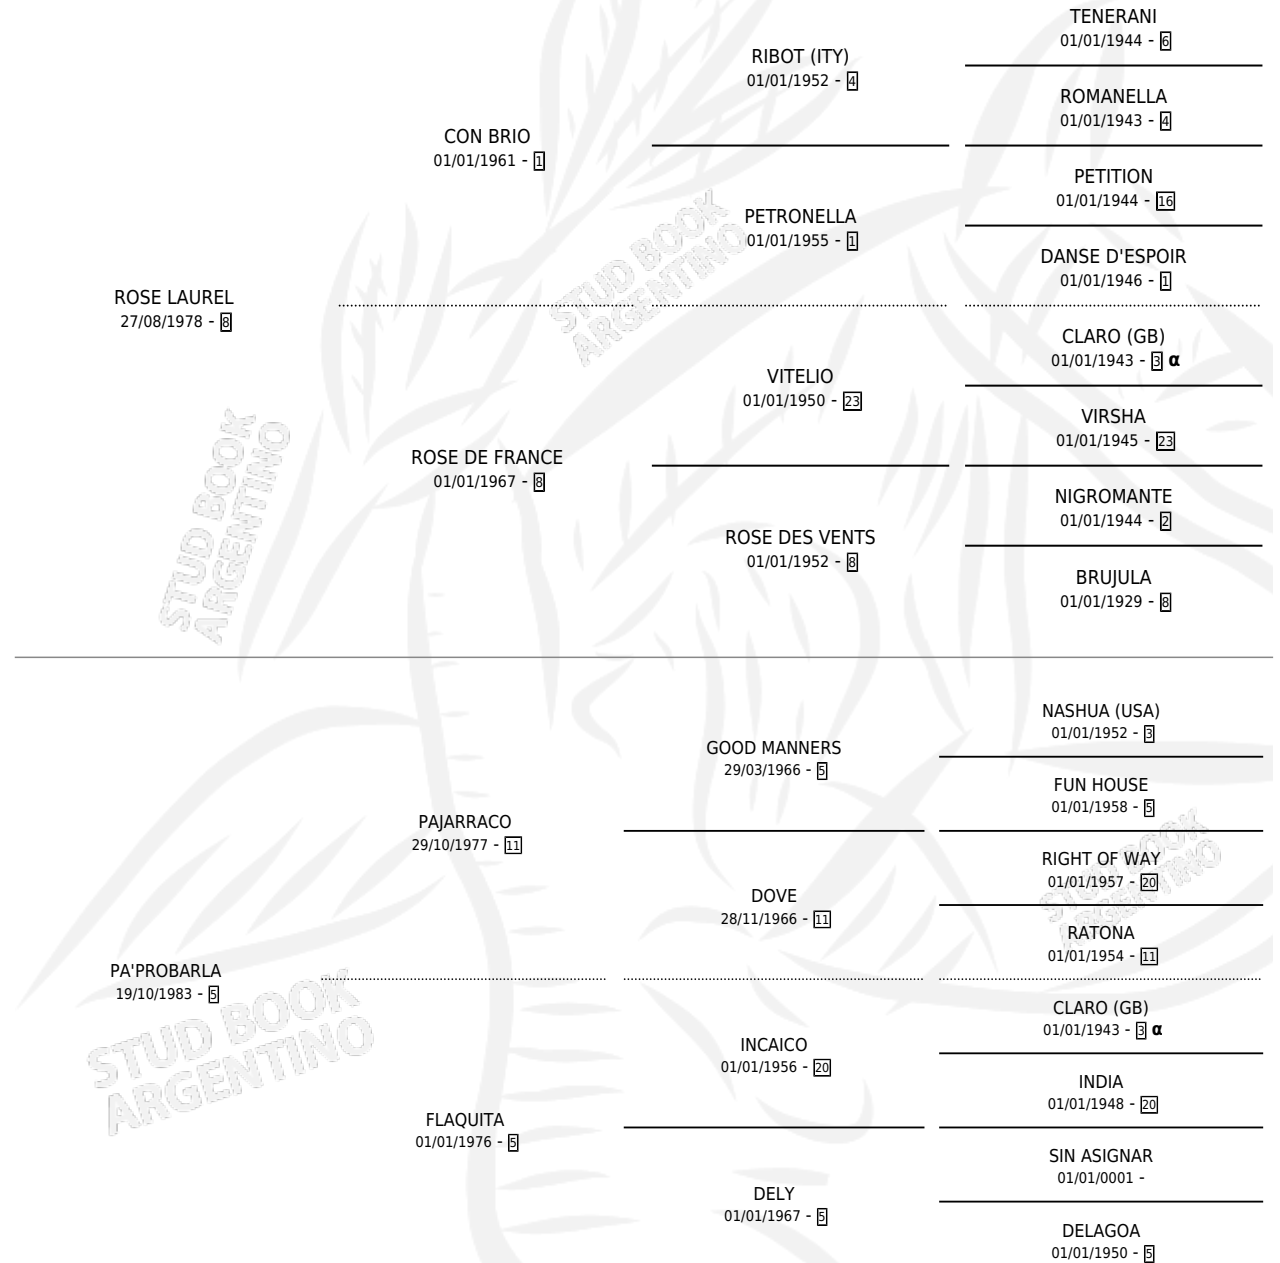 TENERANI
01/01/1944 - 6
RIBOT (ITY)
01/01/1952 - 4
ROMANELLA
01/01/1943 - 4
CON BRIO
01/01/1961 - 1
PETITION
01/01/1944 - 16
PETRONELLA
01/01/1955 - 1
DANSE D'ESPOIR
01/01/1946 - 1
ROSE LAUREL
27/08/1978 - 8
CLARO (GB)
01/01/1943 - 3 α
VITELIO
01/01/1950 - 23
VIRSHA
01/01/1945 - 23
ROSE DE FRANCE
01/01/1967 - 8
NIGROMANTE
01/01/1944 - 2
ROSE DES VENTS
01/01/1952 - 8
BRUJULA
01/01/1929 - 8
NASHUA (USA)
01/01/1952 - 3
GOOD MANNERS
29/03/1966 - 5
FUN HOUSE
01/01/1958 - 5
PAJARRACO
29/10/1977 - 11
RIGHT OF WAY
01/01/1957 - 20
DOVE
28/11/1966 - 11
RATONA
01/01/1954 - 11
PA'PROBARLA
19/10/1983 - 5
CLARO (GB)
01/01/1943 - 3 α
INCAICO
01/01/1956 - 20
INDIA
01/01/1948 - 20
FLAQUITA
01/01/1976 - 5
SIN ASIGNAR
01/01/0001 -
DELY
01/01/1967 - 5
DELAGOA
01/01/1950 - 5
STUD BOOK
ARGENTINO
STUD BOOK
ARGENTINO
STUD BOOK
ARGENTINO
STUD BOOK
ARGENTINO